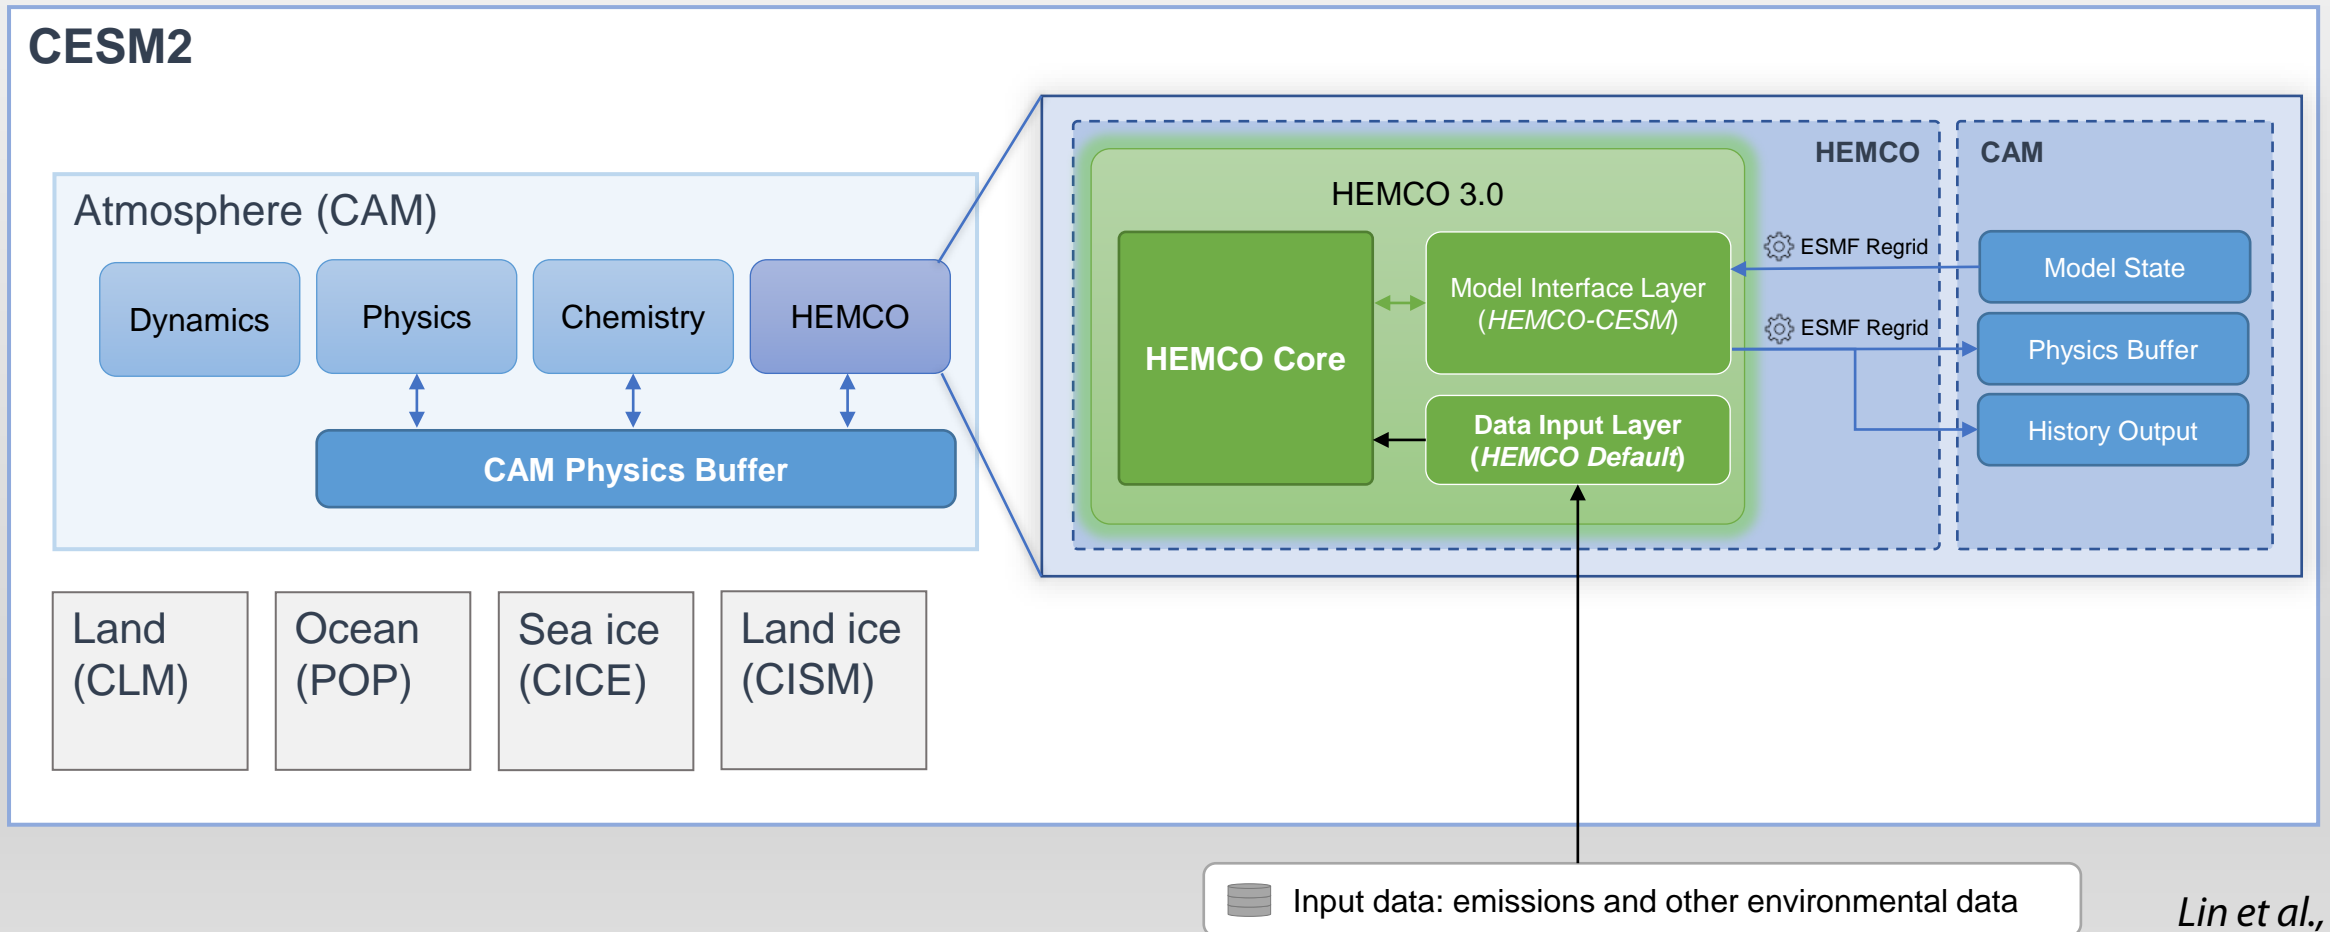 CESM2
Atmosphere (CAM)
Dynamics
Physics
Chemistry
HEMCO
CAM Physics Buffer
Land
(CLM)
Ocean
(POP)
Sea ice
(CICE)
Land ice
(CISM)
HEMCO
CAM
HEMCO 3.0
HEMCO Core
Model Interface Layer
(HEMCO-CESM)
Data Input Layer
(HEMCO Default)
ESMF Regrid
ESMF Regrid
Model State
Physics Buffer
History Output
Input data: emissions and other environmental data
Lin et al.,